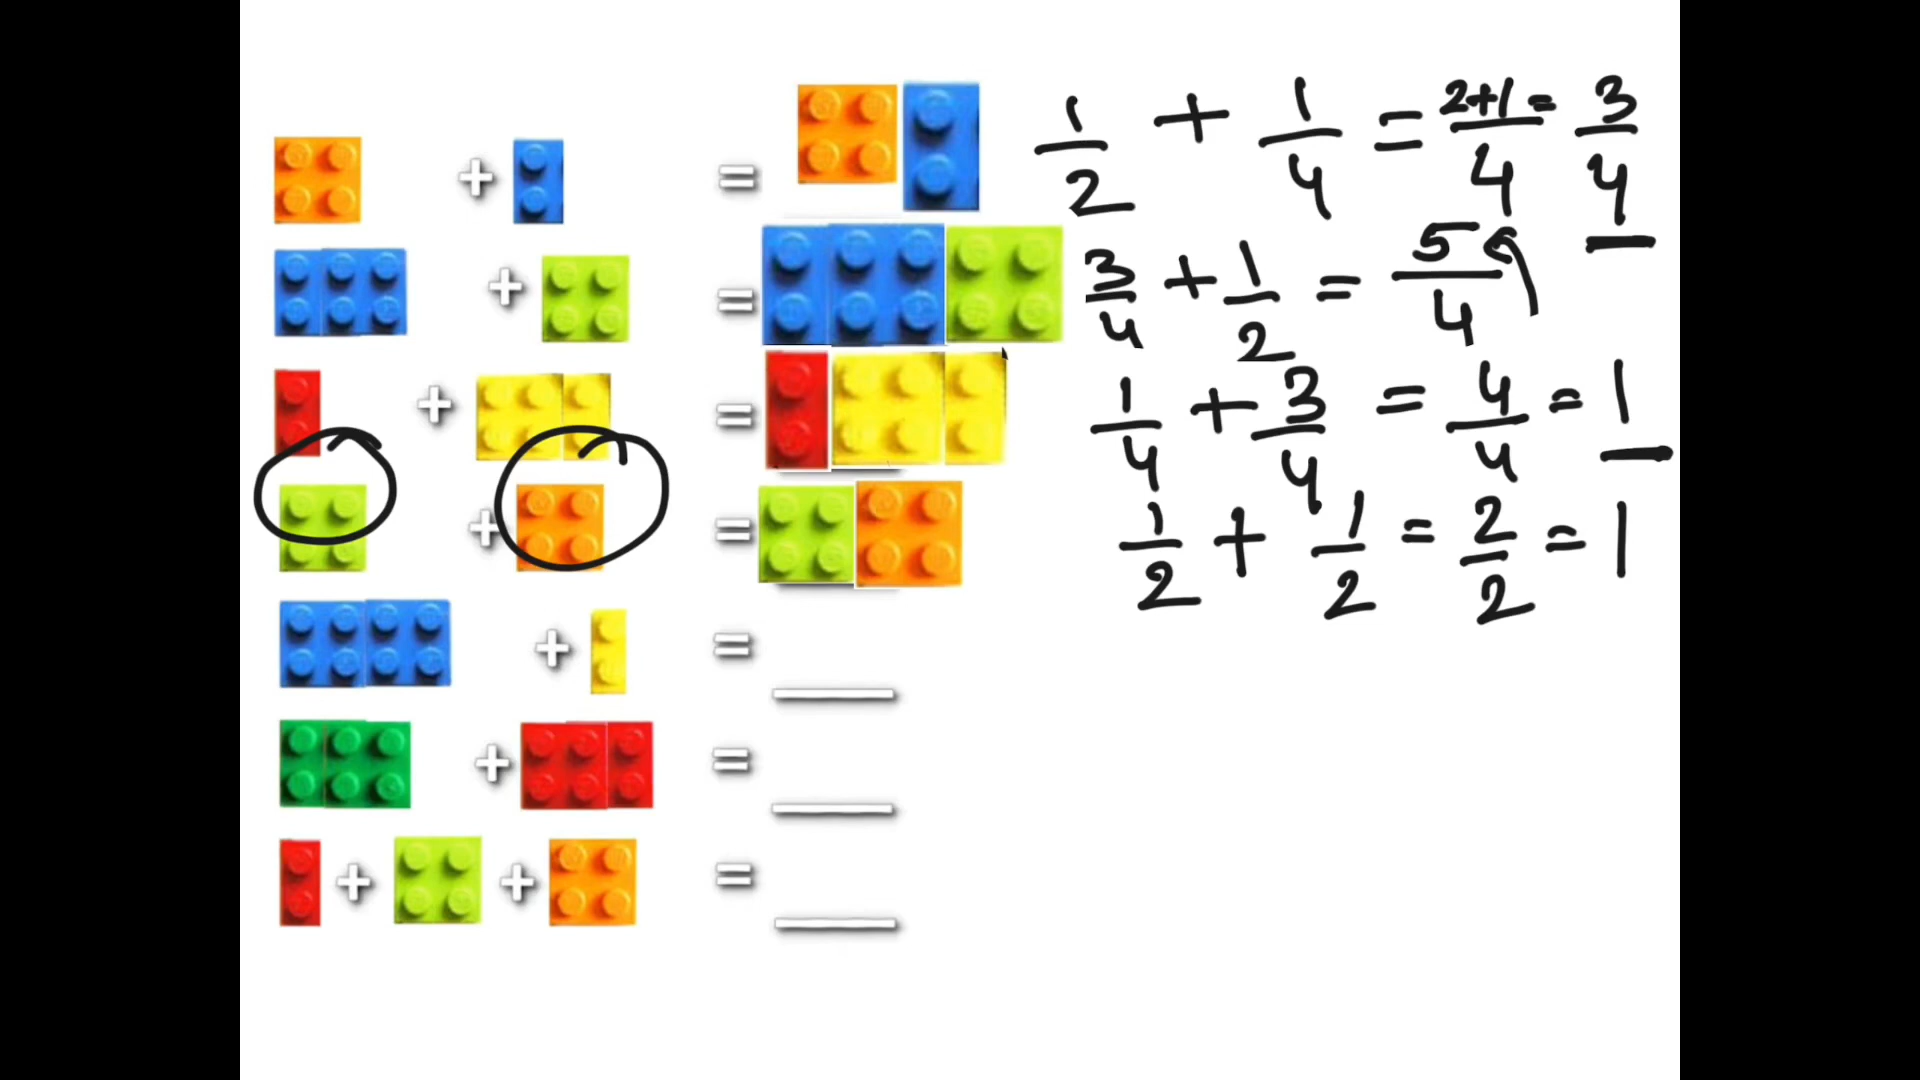 + = 1/2 + 1/4 = 2+1/4 = 3/4
+ = 3/4 + 1/2 = 5/4
+ = 1/4 + 3/4 = 4/4 = 1
+ = 1/2 + 1/2 = 2/2 = 1
+ =
+ =
+ + =